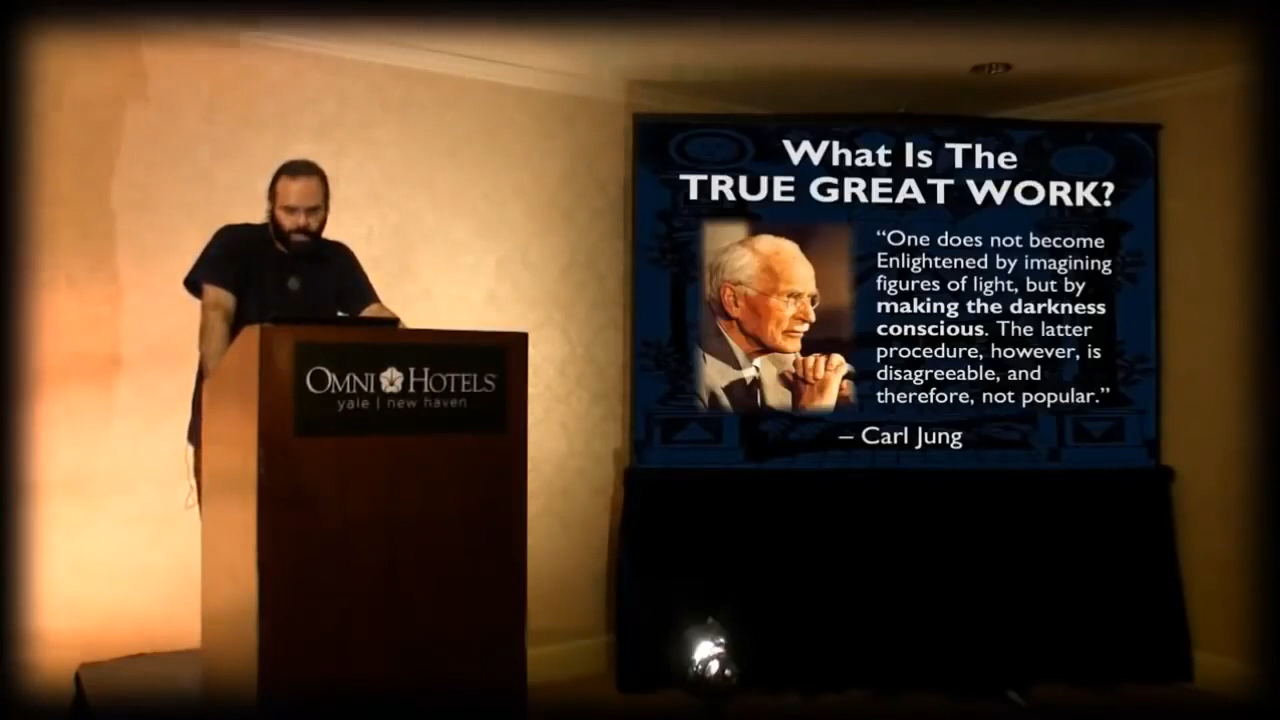 OMNI HOTELS
yale | new haven
What Is The
TRUE GREAT WORK?
“One does not become
Enlightened by imagining
figures of light, but by
making the darkness
conscious. The latter
procedure, however, is
disagreeable, and
therefore, not popular.”
– Carl Jung